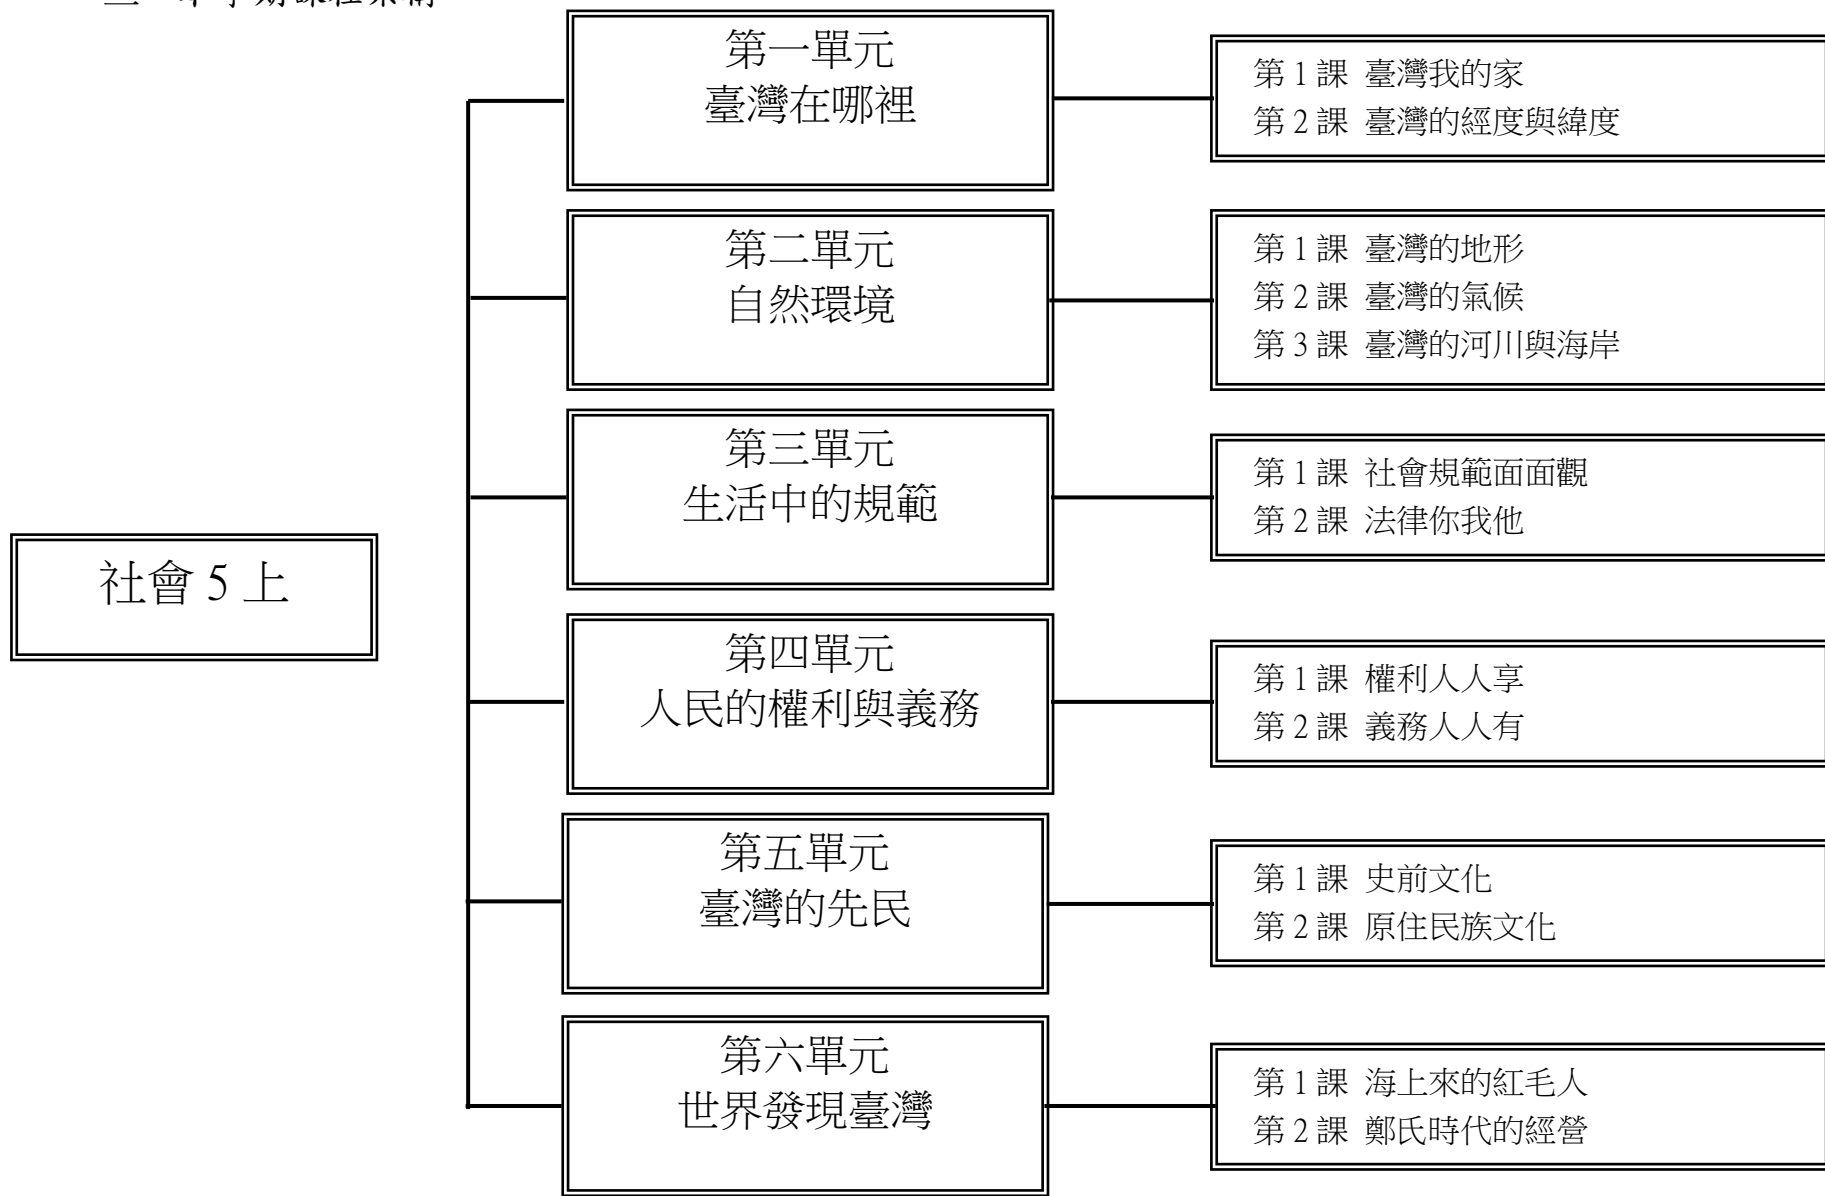 社會 5 上
第一單元
臺灣在哪裡
第 1 課 臺灣我的家
第 2 課 臺灣的經度與緯度
第二單元
自然環境
第 1 課 臺灣的地形
第 2 課 臺灣的氣候
第 3 課 臺灣的河川與海岸
第三單元
生活中的規範
第 1 課 社會規範面面觀
第 2 課 法律你我他
第四單元
人民的權利與義務
第 1 課 權利人人享
第 2 課 義務人人有
第五單元
臺灣的先民
第 1 課 史前文化
第 2 課 原住民族文化
第六單元
世界發現臺灣
第 1 課 海上來的紅毛人
第 2 課 鄭氏時代的經營